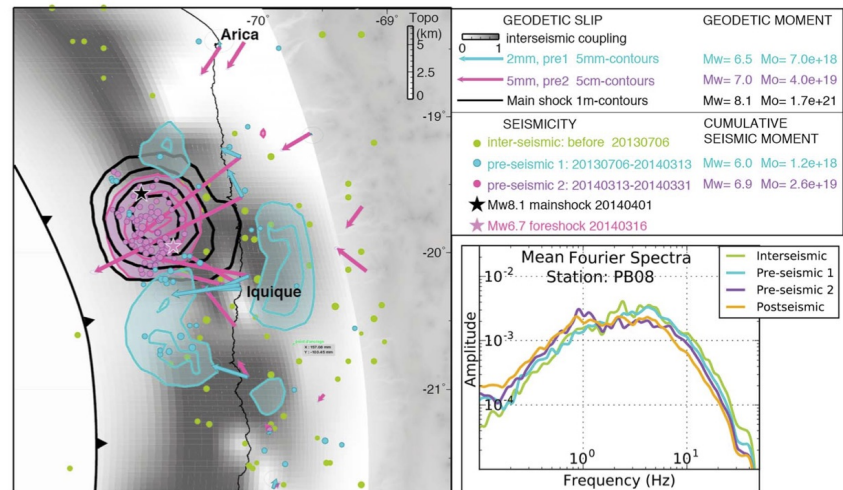 -70°
-69°
Arica
Topo
(km)
5
2.5
0
-19°
-20°
Iquique
-21°
GEODETIC SLIP
GEODETIC MOMENT
interseismic coupling
0 1
2mm, pre1 5mm-contours Mw= 6.5 Mo= 7.0e+18
5mm, pre2 5cm-contours Mw= 7.0 Mo= 4.0e+19
Main shock 1m-contours Mw= 8.1 Mo= 1.7e+21
SEISMICITY
CUMULATIVE
SEISMIC MOMENT
inter-seismic: before 20130706
pre-seismic 1: 20130706-20140313 Mw= 6.0 Mo= 1.2e+18
pre-seismic 2: 20140313-20140331 Mw= 6.9 Mo= 2.6e+19
Mw8.1 mainshock 20140401
Mw6.7 foreshock 20140316
Mean Fourier Spectra
Station: PB08
Interseismic
Pre-seismic 1
Pre-seismic 2
Postseismic
Amplitude
10⁻²
10⁻³
10⁻⁴
10⁰
10¹
Frequency (Hz)